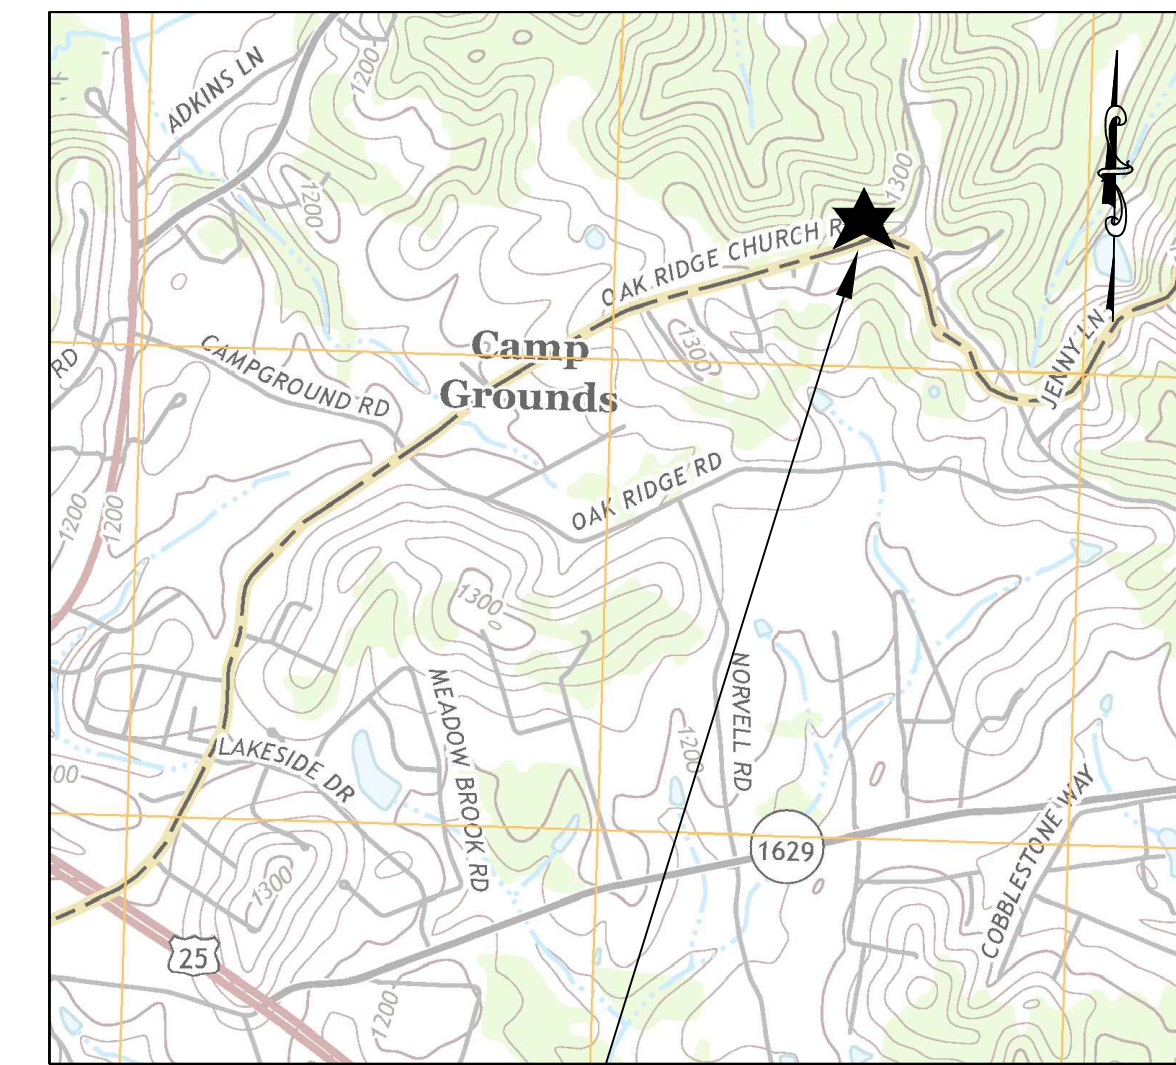 ADKINS LN
1200
1300
1200
OAK RIDGE CHURCH R
CAMPGROUND RD
Camp
Grounds
1300
RD
JENNY LN
OAK RIDGE RD
1200
1200
1300
MEADOW BROOK RD
NORVELL RD
1200
LAKESIDE DR
00
1629
COBBLESTONE WAY
1300
25
1200